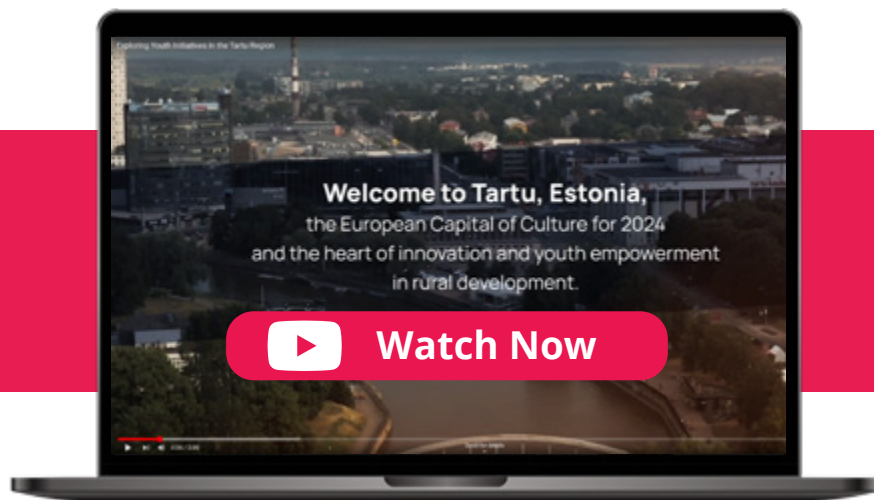 Exploring Youth Initiatives in the Tartu Region
Welcome to Tartu, Estonia,
the European Capital of Culture for 2024
and the heart of innovation and youth empowerment
in rural development.
Watch Now